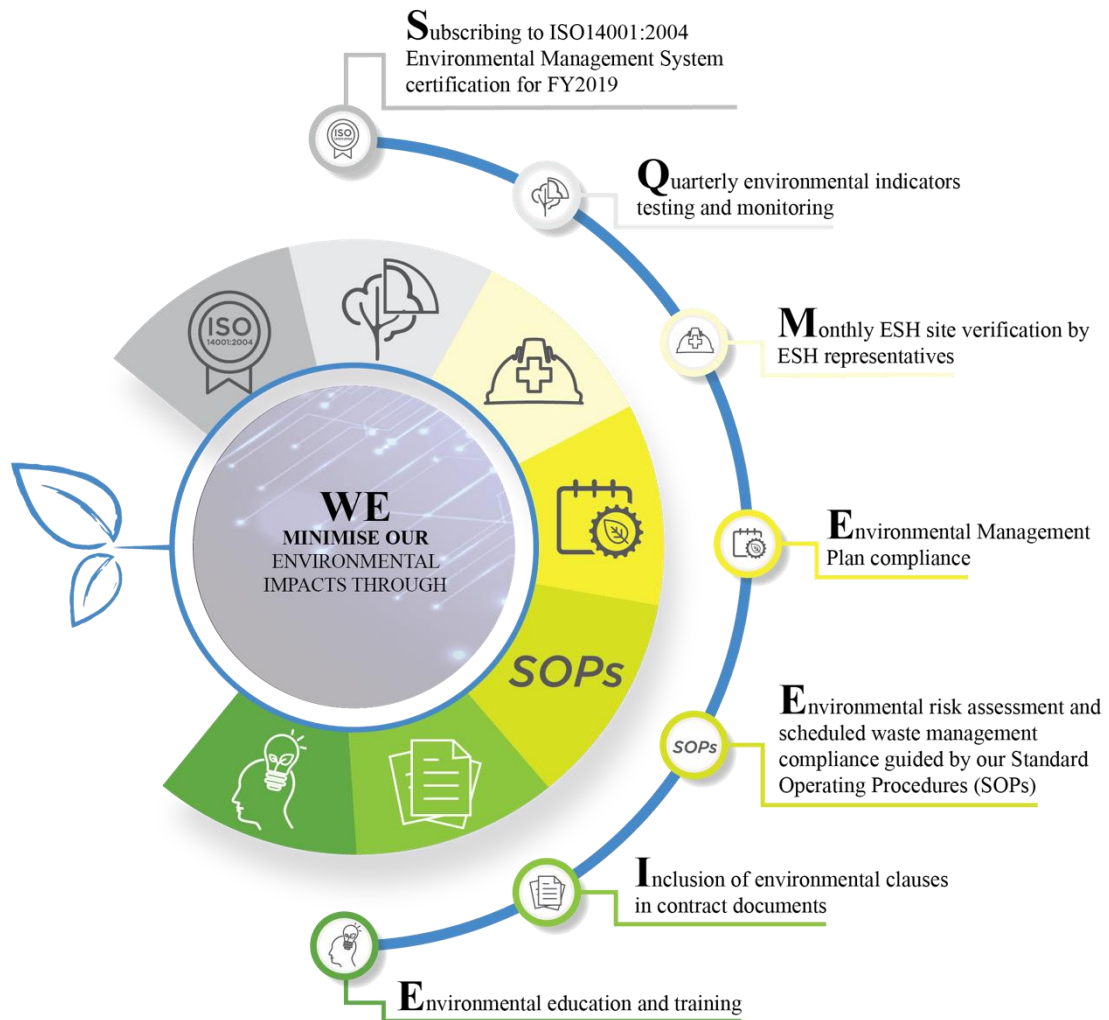 Subscribing to ISO14001:2004
Environmental Management System
certification for FY2019
ISO
Quarterly environmental indicators
testing and monitoring
ISO
14001:2004
Monthly ESH site verification by
ESH representatives
WE
MINIMISE OUR
ENVIRONMENTAL
IMPACTS THROUGH
Environmental Management
Plan compliance
SOPs
Environmental risk assessment and
scheduled waste management
compliance guided by our Standard
Operating Procedures (SOPs)
SOPs
Inclusion of environmental clauses
in contract documents
Environmental education and training